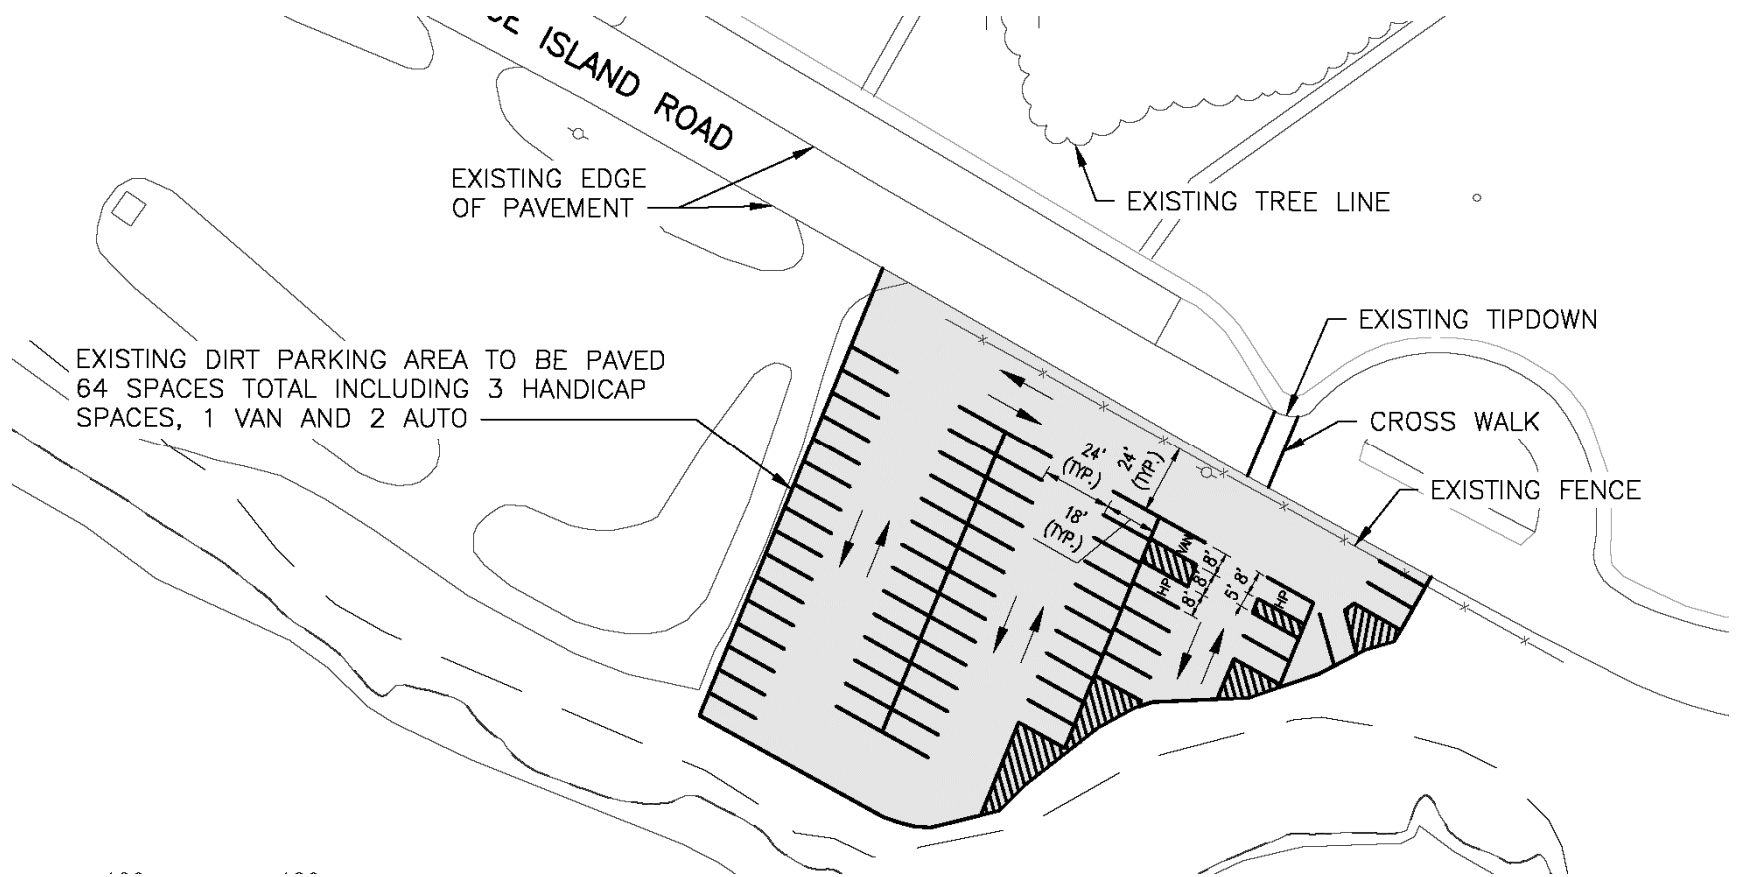 ISLAND ROAD
EXISTING EDGE
OF PAVEMENT
EXISTING TREE LINE
EXISTING TIPDOWN
EXISTING DIRT PARKING AREA TO BE PAVED
64 SPACES TOTAL INCLUDING 3 HANDICAP
SPACES, 1 VAN AND 2 AUTO
CROSS WALK
EXISTING FENCE
24'
(TYP.)
24'
(TYP.)
18'
(TYP.)
VAN
HP
8'
8'
8'
8'
5'
HP